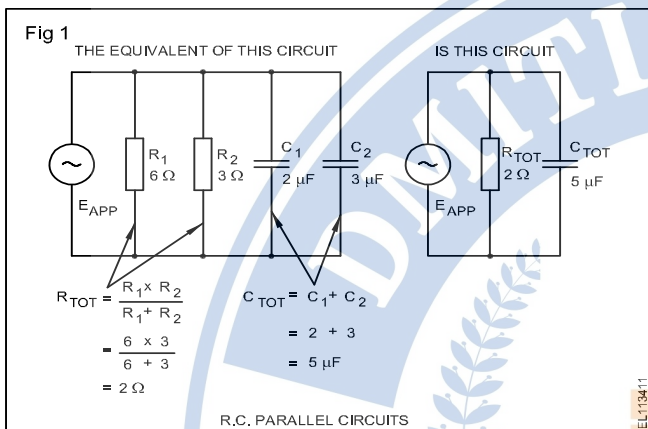 Fig 1
THE EQUIVALENT OF THIS CIRCUIT
IS THIS CIRCUIT
R1
6 Ω
R2
3 Ω
C1
2 µF
C2
3 µF
EAPP
RTOT
2 Ω
CTOT
5 µF
EAPP
RTOT = R1 x R2
R1 + R2
= 6 x 3
6 + 3
= 2 Ω
CTOT = C1 + C2
= 2 + 3
= 5 µF
R.C. PARALLEL CIRCUITS
EL113411
DMITI